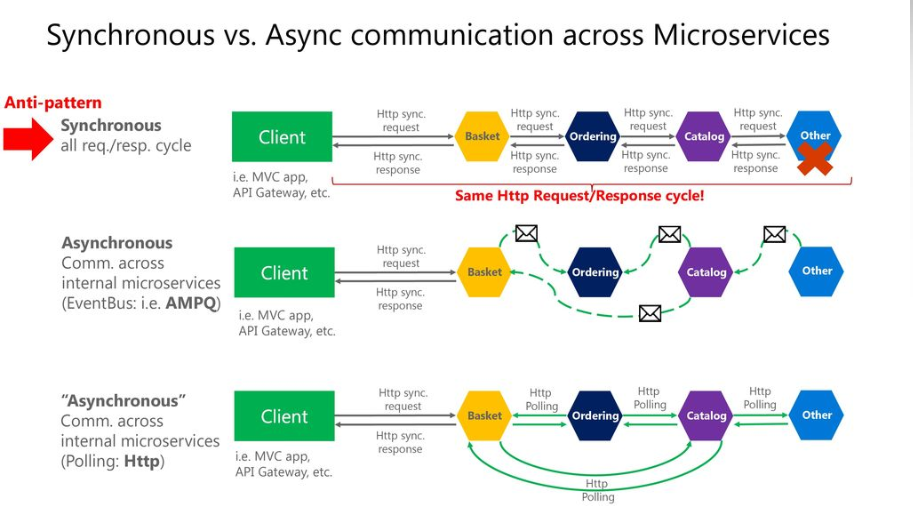 Synchronous vs. Async communication across Microservices
Anti-pattern
Synchronous
all req./resp. cycle
Client
i.e. MVC app,
API Gateway, etc.
Http sync.
request
Http sync.
response
Basket
Http sync.
request
Http sync.
response
Ordering
Http sync.
request
Http sync.
response
Catalog
Http sync.
request
Http sync.
response
Other
Same Http Request/Response cycle!
Asynchronous
Comm. across
internal microservices
(EventBus: i.e. AMPQ)
Client
i.e. MVC app,
API Gateway, etc.
Http sync.
request
Http sync.
response
Basket
Ordering
Catalog
Other
“Asynchronous”
Comm. across
internal microservices
(Polling: Http)
Client
i.e. MVC app,
API Gateway, etc.
Http sync.
request
Http sync.
response
Basket
Http
Polling
Ordering
Http
Polling
Catalog
Http
Polling
Other
Http
Polling